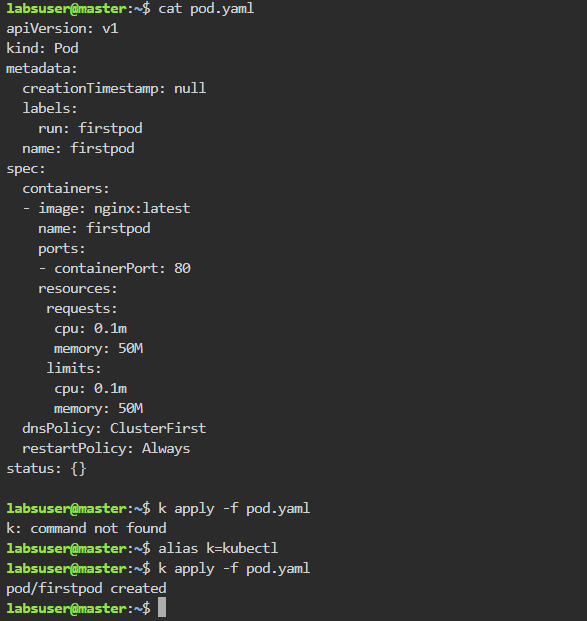 labsuser@master:~$ cat pod.yaml
apiVersion: v1
kind: Pod
metadata:
  creationTimestamp: null
  labels:
    run: firstpod
  name: firstpod
spec:
  containers:
  - image: nginx:latest
    name: firstpod
    ports:
    - containerPort: 80
    resources:
     requests:
      cpu: 0.1m
      memory: 50M
     limits:
      cpu: 0.1m
      memory: 50M
  dnsPolicy: ClusterFirst
  restartPolicy: Always
status: {}

labsuser@master:~$ k apply -f pod.yaml
k: command not found
labsuser@master:~$ alias k=kubectl
labsuser@master:~$ k apply -f pod.yaml
pod/firstpod created
labsuser@master:~$